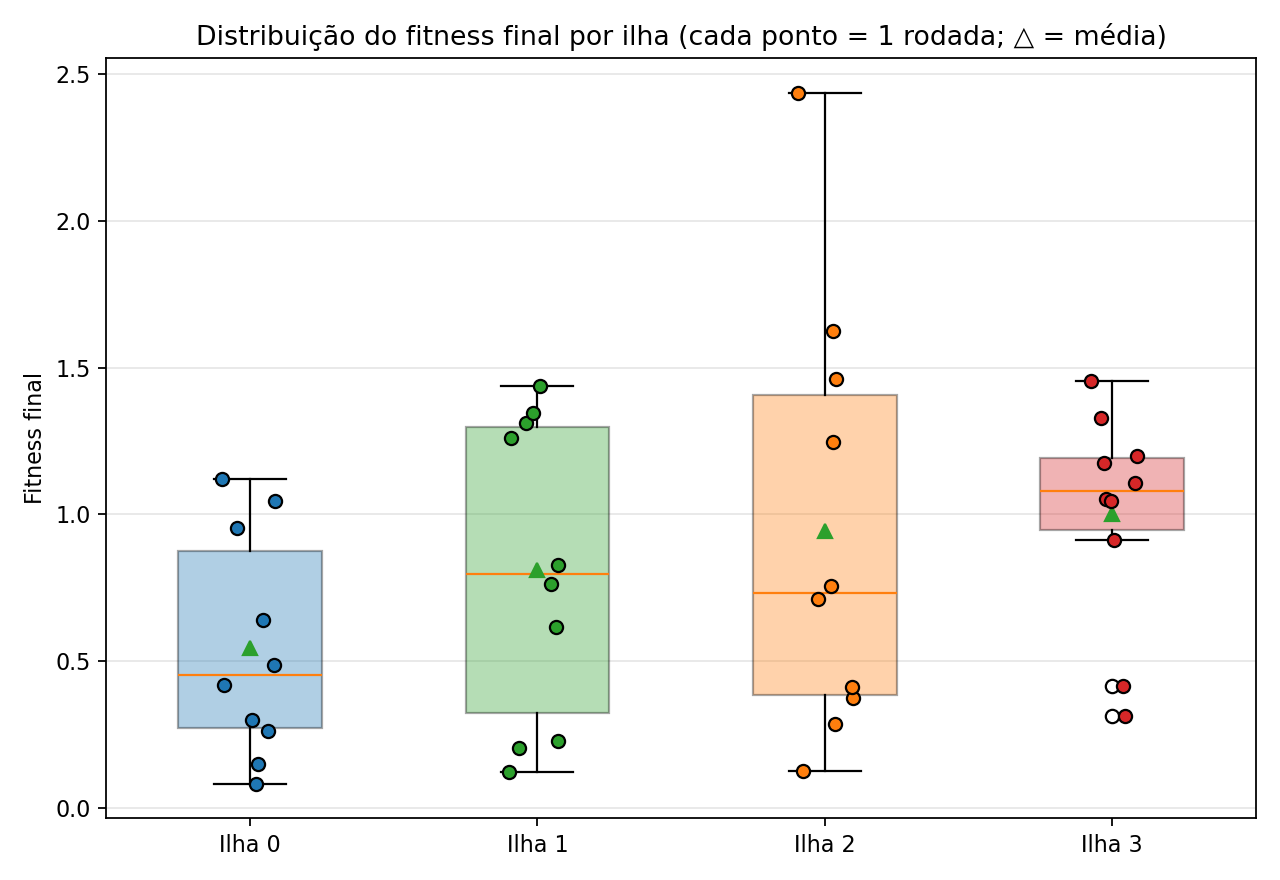 Distribuição do fitness final por ilha (cada ponto = 1 rodada; △ = média)
Fitness final
2.5
2.0
1.5
1.0
0.5
0.0
Ilha 0
Ilha 1
Ilha 2
Ilha 3